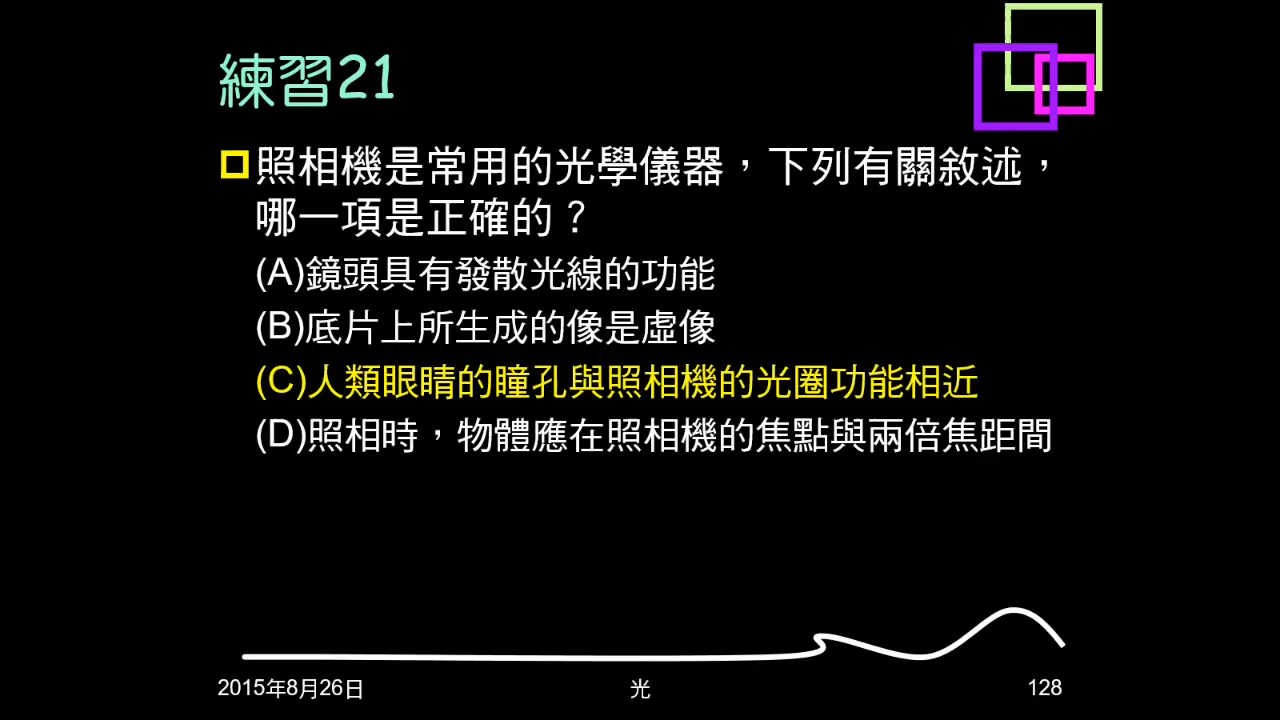 練習21
照相機是常用的光學儀器，下列有關敘述，
哪一項是正確的？
(A)鏡頭具有發散光線的功能
(B)底片上所生成的像是虛像
(C)人類眼睛的瞳孔與照相機的光圈功能相近
(D)照相時，物體應在照相機的焦點與兩倍焦距間
2015年8月26日
光
128